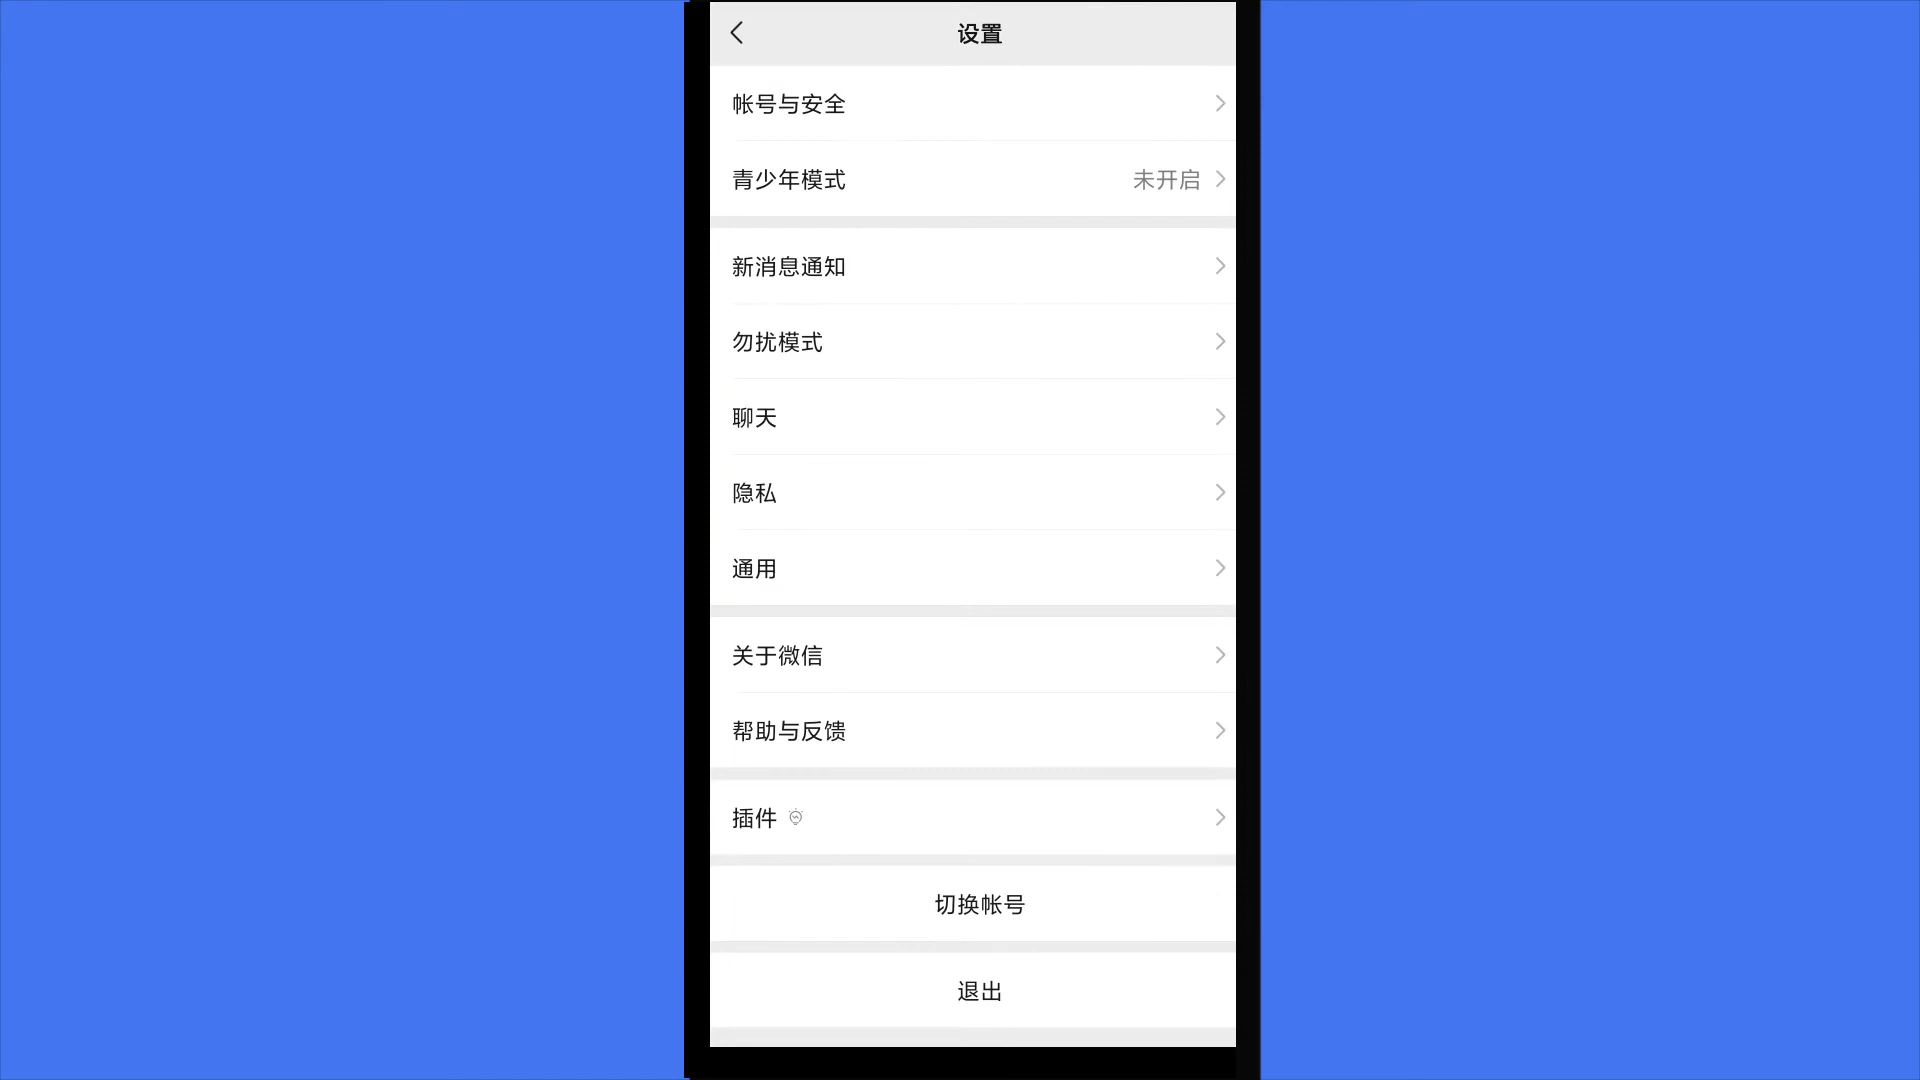 设置
帐号与安全
青少年模式 未开启
新消息通知
勿扰模式
聊天
隐私
通用
关于微信
帮助与反馈
插件
切换帐号
退出